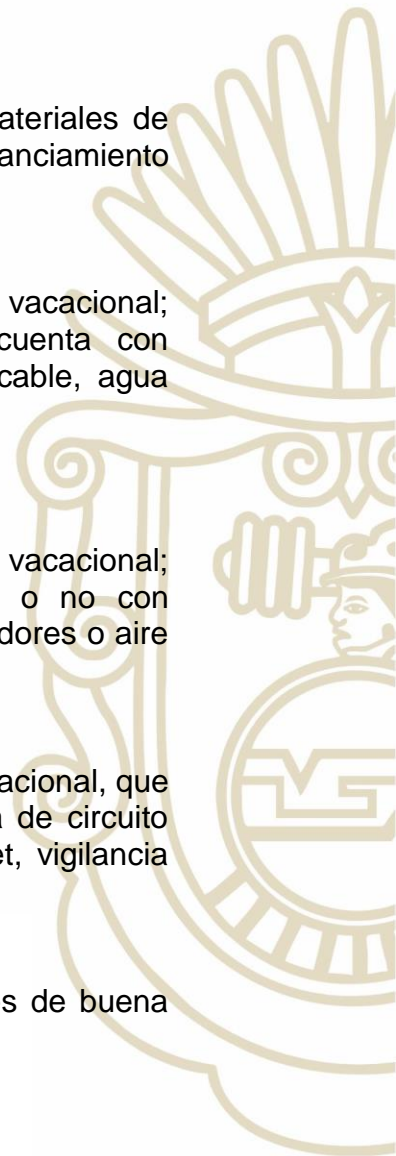 materiales de
anciamiento
vacacional;
cuenta con
cable, agua
vacacional;
o no con
dores o aire
acional, que
de circuito
et, vigilancia
s de buena